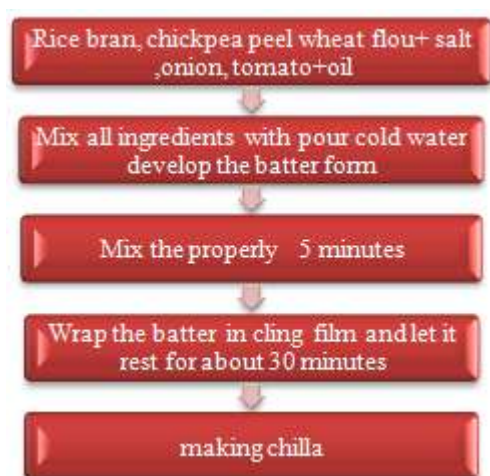 Rice bran, chickpea peel wheat flou+ salt
,onion, tomato+oil
Mix all ingredients with pour cold water
develop the batter form
Mix the properly 5 minutes
Wrap the batter in cling film and let it
rest for about 30 minutes
making chilla